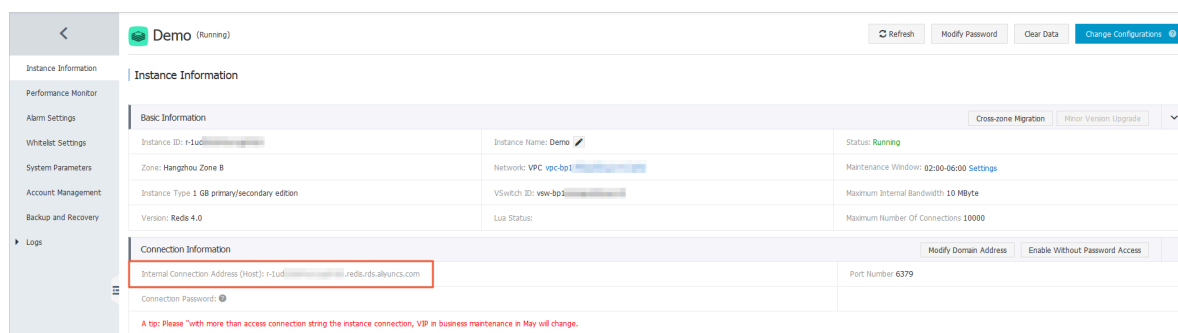 Demo (Running)
Refresh
Modify Password
Clear Data
Change Configurations
Instance Information
Performance Monitor
Alarm Settings
Whitelist Settings
System Parameters
Account Management
Backup and Recovery
Logs
Instance Information
Basic Information
Cross-zone Migration
Minor Version Upgrade
Instance ID: r-1ud
Instance Name: Demo
Status: Running
Zone: Hangzhou Zone B
Network: VPC vpc-bp1
Maintenance Window: 02:00-06:00 Settings
Instance Type 1 GB primary/secondary edition
VSwitch ID: vsw-bp1
Maximum Internal Bandwidth 10 MByte
Version: Redis 4.0
Lua Status:
Maximum Number Of Connections 10000
Connection Information
Modify Domain Address
Enable Without Password Access
Internal Connection Address (Host): r-1ud .redis.rds.aliyuncs.com
Port Number 6379
Connection Password:
A tip: Please "with more than access connection string the instance connection, VIP in business maintenance in May will change.